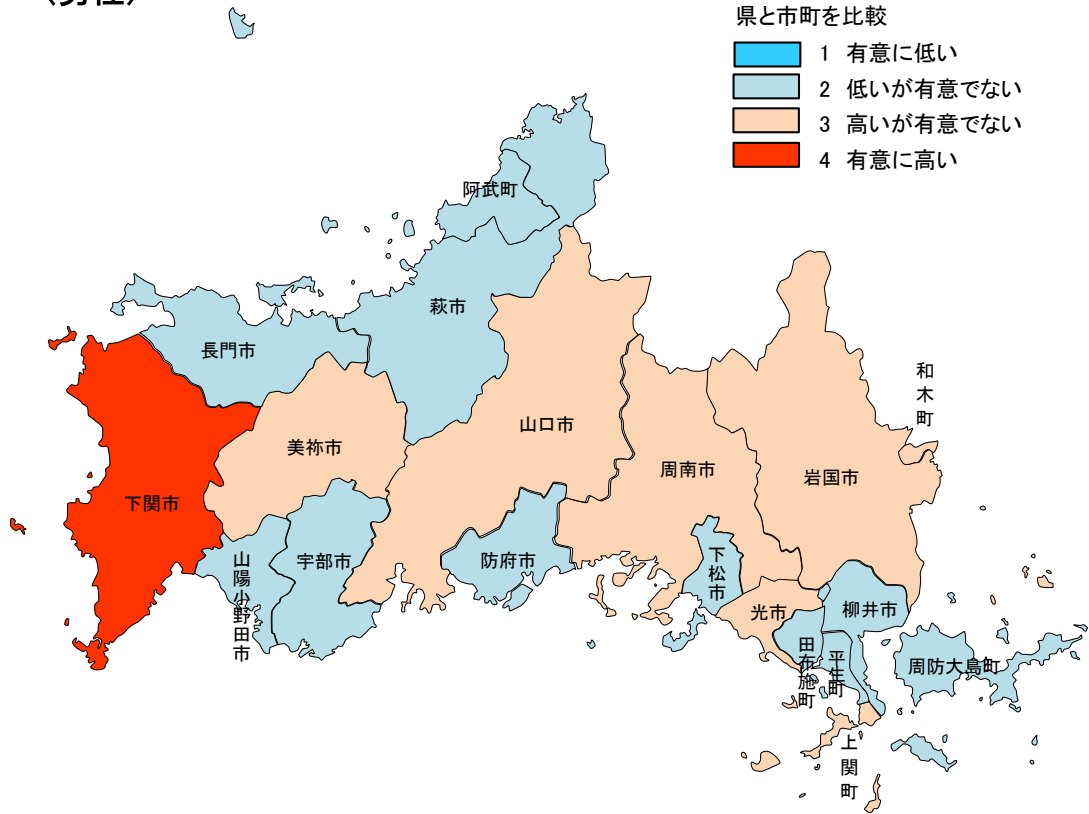 県と市町を比較
1 有意に低い
2 低いが有意でない
3 高いが有意でない
4 有意に高い
阿武町
萩市
長門市
和木町
山口市
美祢市
周南市
岩国市
下関市
山陽小野田市
宇部市
防府市
下松市
光市
柳井市
田布施町
平生町
周防大島町
上関町